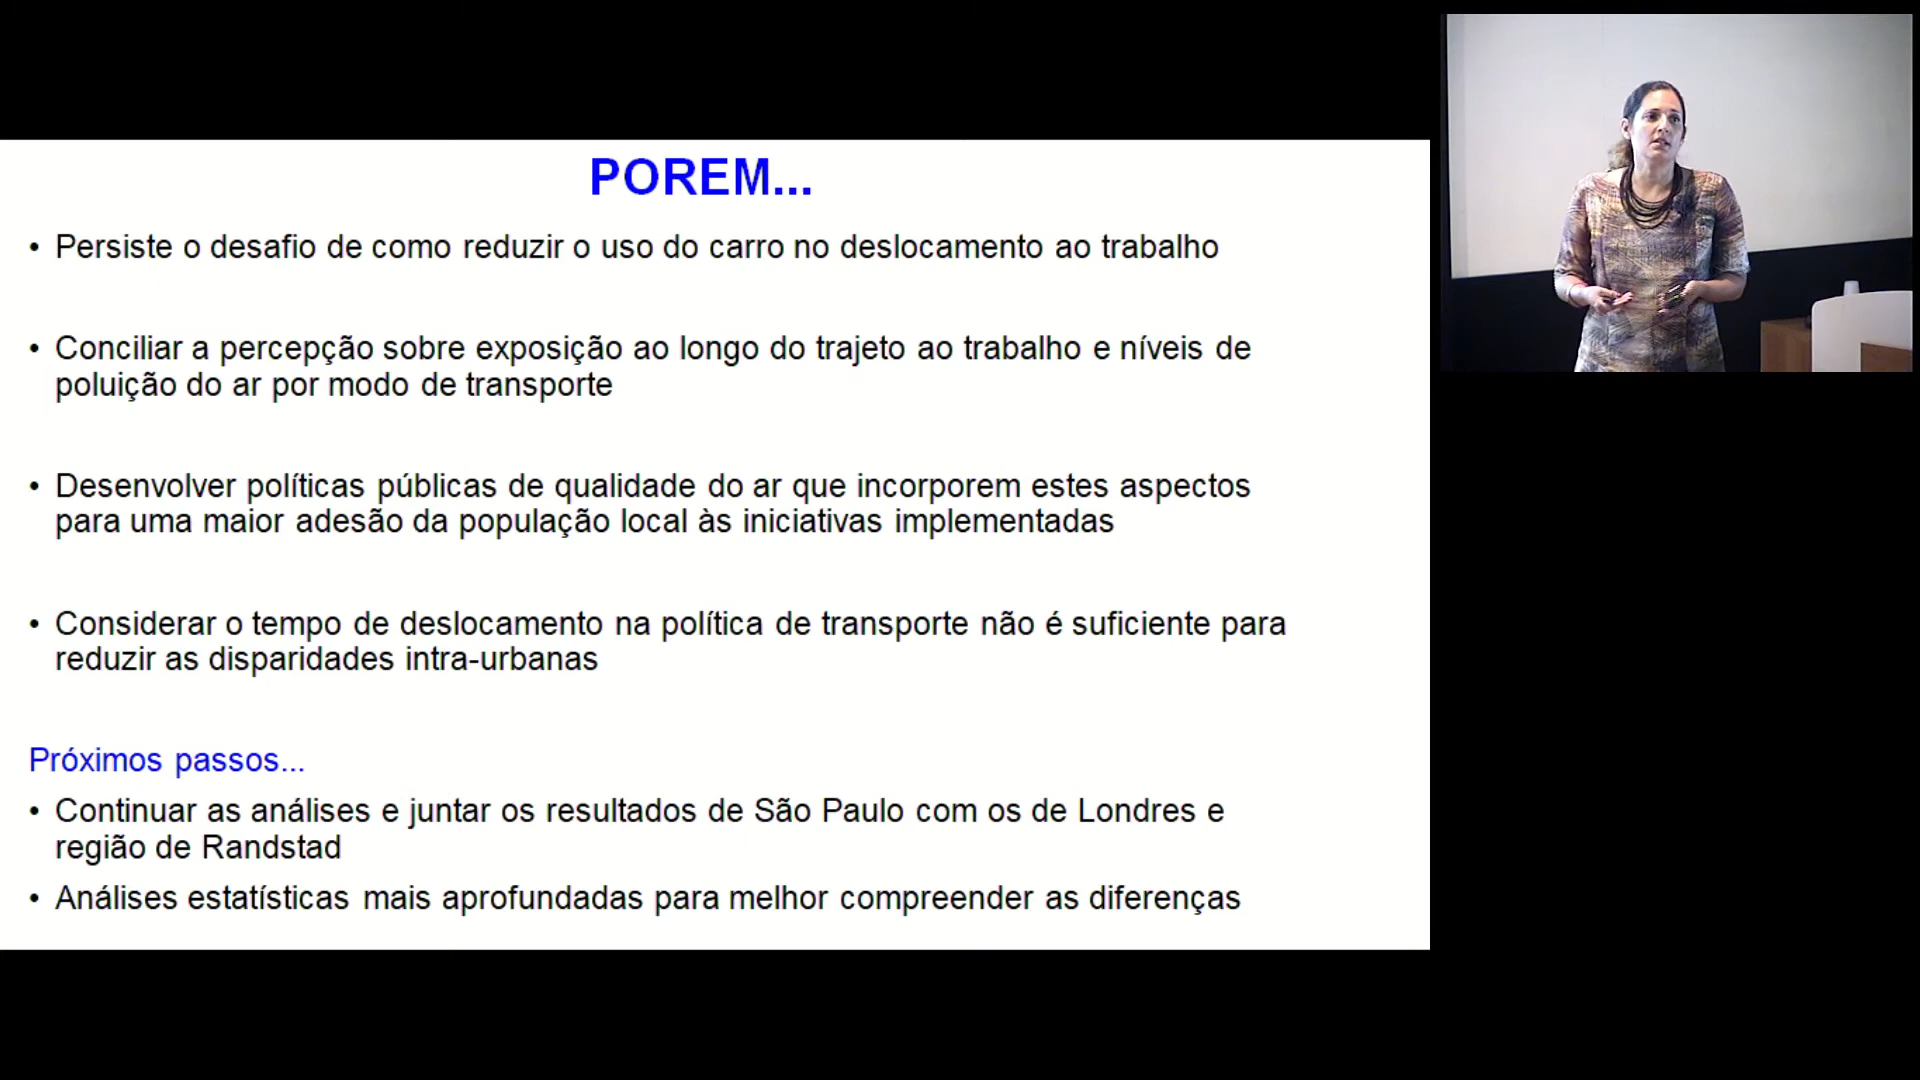 POREM...
• Persiste o desafio de como reduzir o uso do carro no deslocamento ao trabalho
• Conciliar a percepção sobre exposição ao longo do trajeto ao trabalho e níveis de
poluição do ar por modo de transporte
• Desenvolver políticas públicas de qualidade do ar que incorporem estes aspectos
para uma maior adesão da população local às iniciativas implementadas
• Considerar o tempo de deslocamento na política de transporte não é suficiente para
reduzir as disparidades intra-urbanas
Próximos passos...
• Continuar as análises e juntar os resultados de São Paulo com os de Londres e
região de Randstad
• Análises estatísticas mais aprofundadas para melhor compreender as diferenças